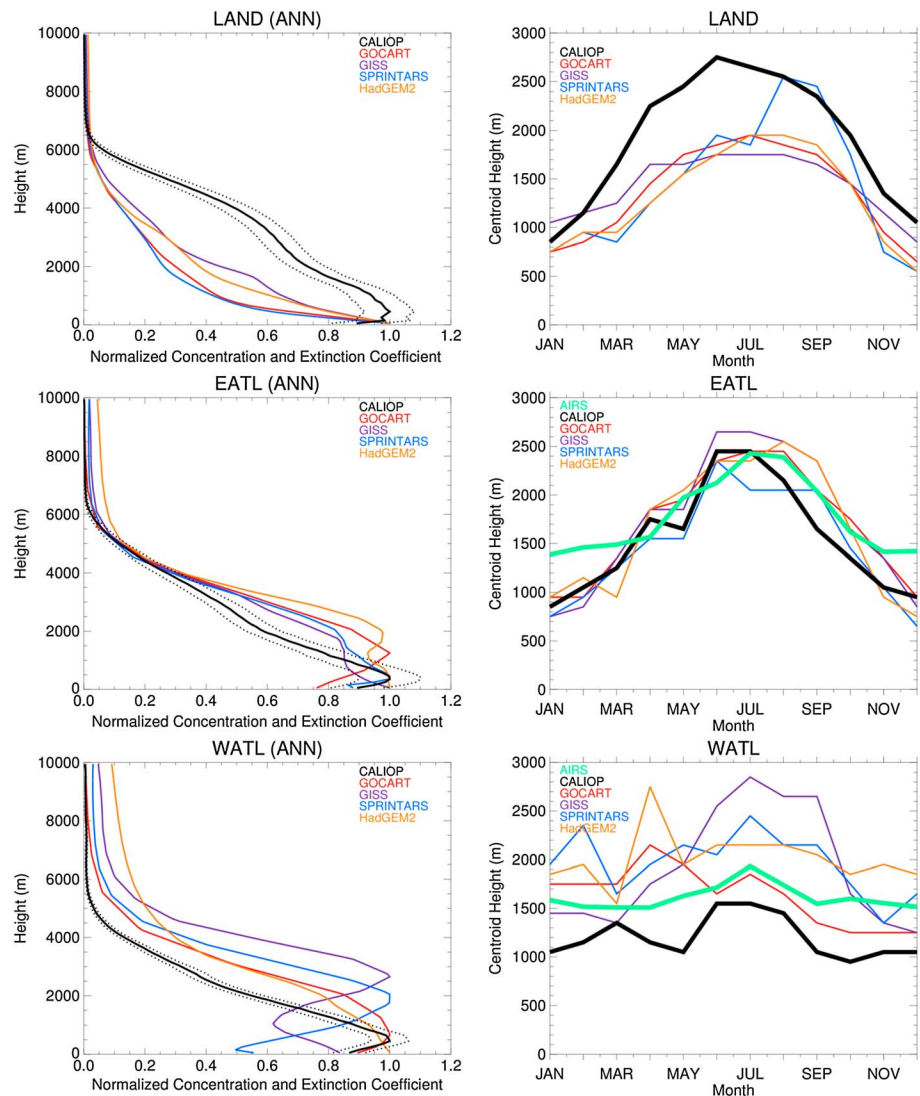 LAND (ANN)
10000
8000
6000
4000
2000
0
Height (m)
CALIOP
GOCART
GISS
SPRINTARS
HadGEM2
0.0 0.2 0.4 0.6 0.8 1.0 1.2
Normalized Concentration and Extinction Coefficient
LAND
3000
2500
2000
1500
1000
500
0
Centroid Height (m)
CALIOP
GOCART
GISS
SPRINTARS
HadGEM2
JAN MAR MAY JUL SEP NOV
Month
EATL (ANN)
10000
8000
6000
4000
2000
0
Height (m)
CALIOP
GOCART
GISS
SPRINTARS
HadGEM2
0.0 0.2 0.4 0.6 0.8 1.0 1.2
Normalized Concentration and Extinction Coefficient
EATL
3000
2500
2000
1500
1000
500
0
Centroid Height (m)
AIRS
CALIOP
GOCART
GISS
SPRINTARS
HadGEM2
JAN MAR MAY JUL SEP NOV
Month
WATL (ANN)
10000
8000
6000
4000
2000
0
Height (m)
CALIOP
GOCART
GISS
SPRINTARS
HadGEM2
0.0 0.2 0.4 0.6 0.8 1.0 1.2
Normalized Concentration and Extinction Coefficient
WATL
3000
2500
2000
1500
1000
500
0
Centroid Height (m)
AIRS
CALIOP
GOCART
GISS
SPRINTARS
HadGEM2
JAN MAR MAY JUL SEP NOV
Month